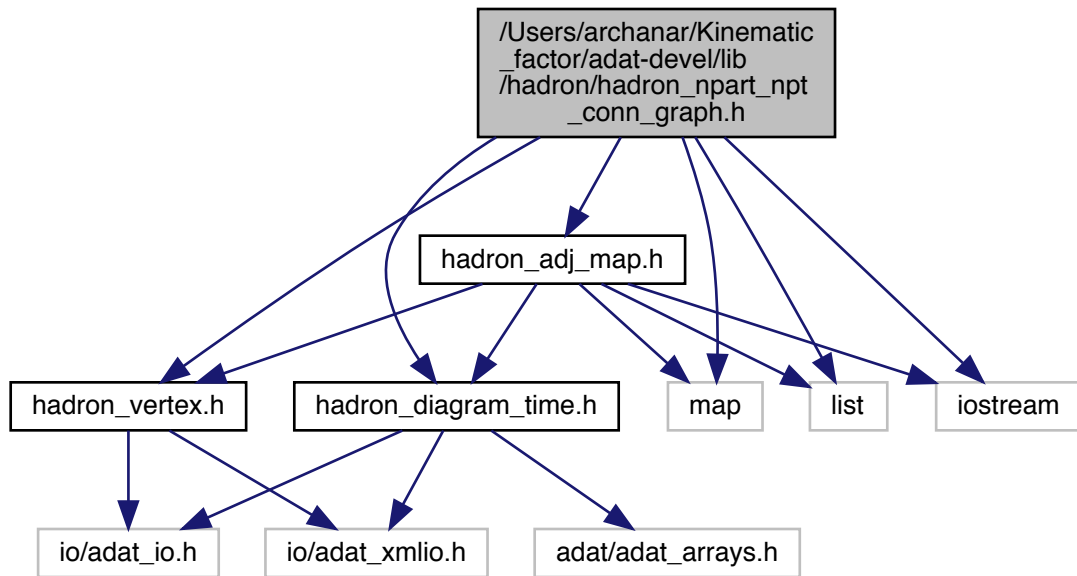 /Users/archanar/Kinematic
_factor/adat-devel/lib
/hadron/hadron_npart_npt
_conn_graph.h
hadron_adj_map.h
hadron_vertex.h
hadron_diagram_time.h
map
list
iostream
io/adat_io.h
io/adat_xmlio.h
adat/adat_arrays.h